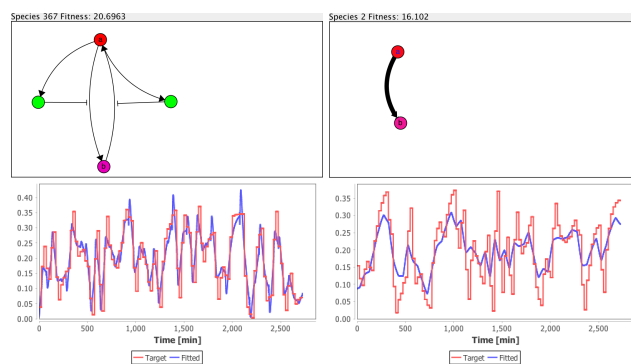 Species 367 Fitness: 20.6963
Species 2 Fitness: 16.102
a
b
a
b
0.40
0.35
0.30
0.25
0.20
0.15
0.10
0.05
0.00
0
500
1,000
1,500
2,000
2,500
Time [min]
Target
Fitted
0.35
0.30
0.25
0.20
0.15
0.10
0.05
0.00
0
500
1,000
1,500
2,000
2,500
Time [min]
Target
Fitted